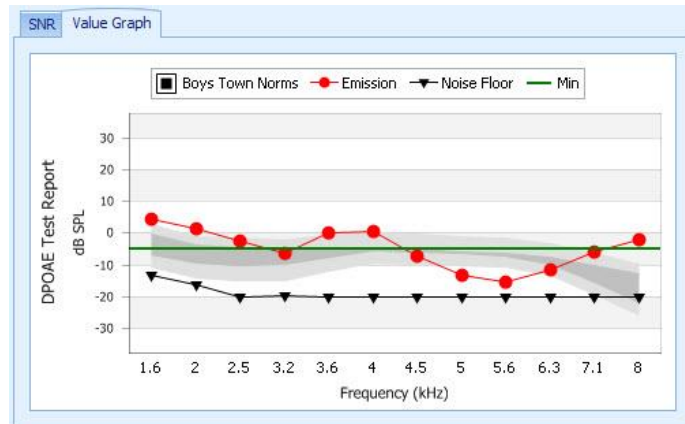 SNR Value Graph
Boys Town Norms Emission Noise Floor Min
DPOAE Test Report
dB SPL
30
20
10
0
-10
-20
-30
1.6 2 2.5 3.2 3.6 4 4.5 5 5.6 6.3 7.1 8
Frequency (kHz)